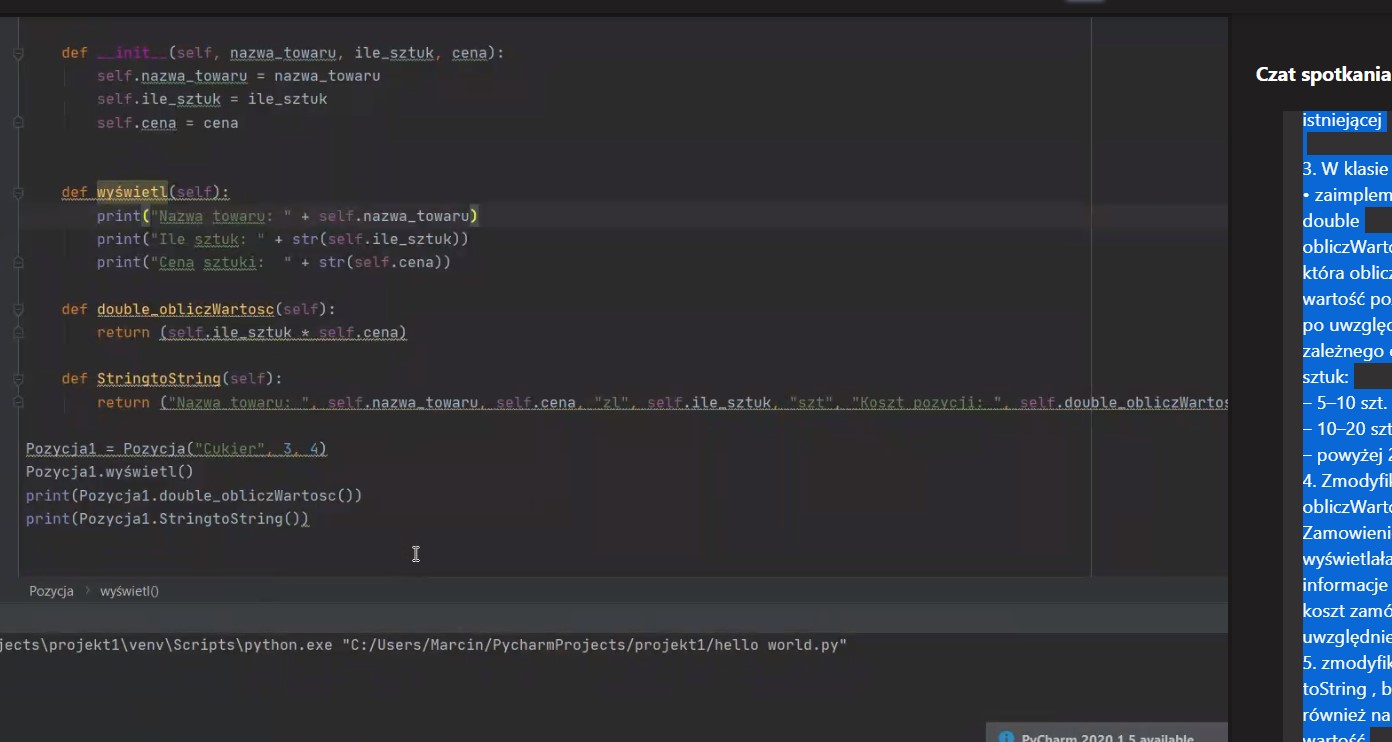 def __init__(self, nazwa_towaru, ile_sztuk, cena):
self.nazwa_towaru = nazwa_towaru
self.ile_sztuk = ile_sztuk
self.cena = cena
def wyświetl(self):
print("Nazwa towaru: " + self.nazwa_towaru)
print("Ile sztuk: " + str(self.ile_sztuk))
print("Cena sztuki:  " + str(self.cena))
def double_obliczWartosc(self):
return (self.ile_sztuk * self.cena)
def StringtoString(self):
return ("Nazwa towaru: ", self.nazwa_towaru, self.cena, "zl", self.ile_sztuk, "szt", "Koszt pozycji: ", self.double_obliczWartos
Pozycja1 = Pozycja("Cukier", 3, 4)
Pozycja1.wyświetl()
print(Pozycja1.double_obliczWartosc())
print(Pozycja1.StringtoString())
Pozycja › wyświetl()
jects\projekt1\venv\Scripts\python.exe "C:/Users/Marcin/PycharmProjects/projekt1/hello world.py"
PyCharm 2020.1.5 available
Czat spotkania
istniejącej
3. W klasie
• zaimplem
double
obliczWarto
która oblicz
wartość po
po uwzględ
zależnego
sztuk:
– 5–10 szt.
– 10–20 szt
– powyżej 2
4. Zmodyfik
obliczWarto
Zamowieni
wyświetlała
informacje
koszt zamó
uwzględnie
5. zmodyfik
toString , b
również na
wartość